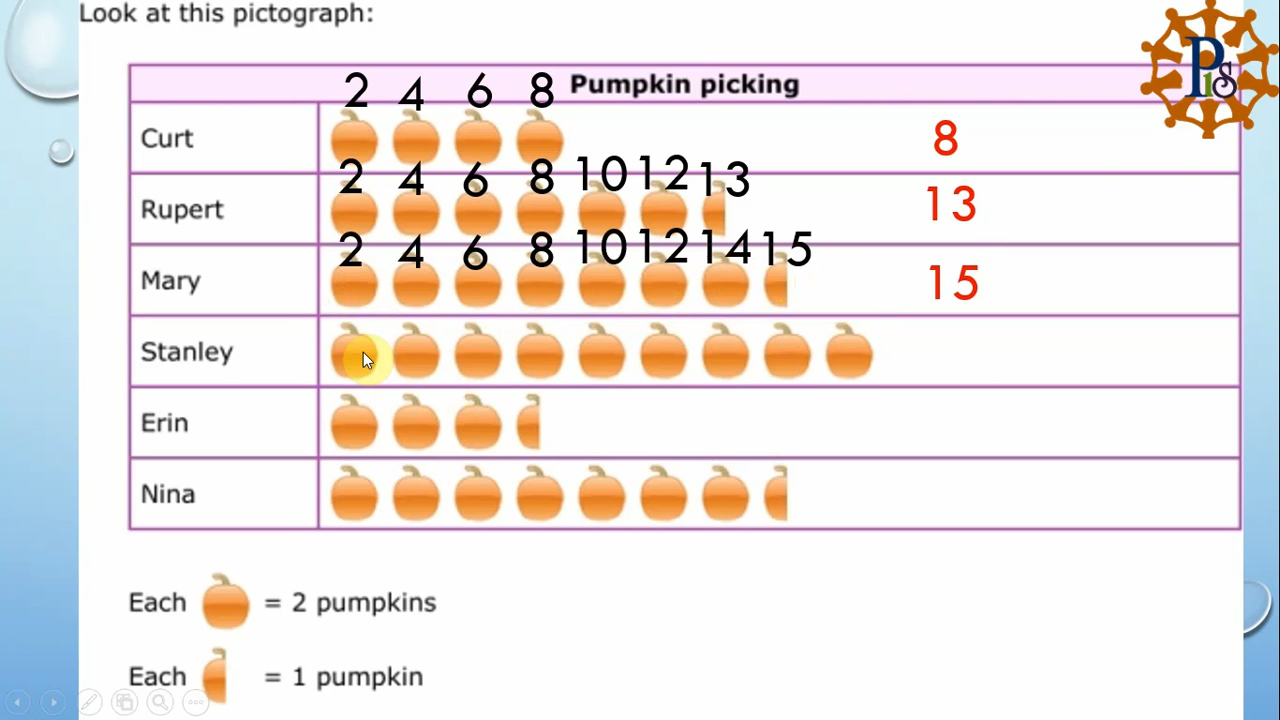 Look at this pictograph:
PiS
2 4 6 8 Pumpkin picking
Curt 8
2 4 6 8 10 12 13
Rupert 13
2 4 6 8 10 12 14 15
Mary 15
Stanley
Erin
Nina
Each = 2 pumpkins
Each = 1 pumpkin